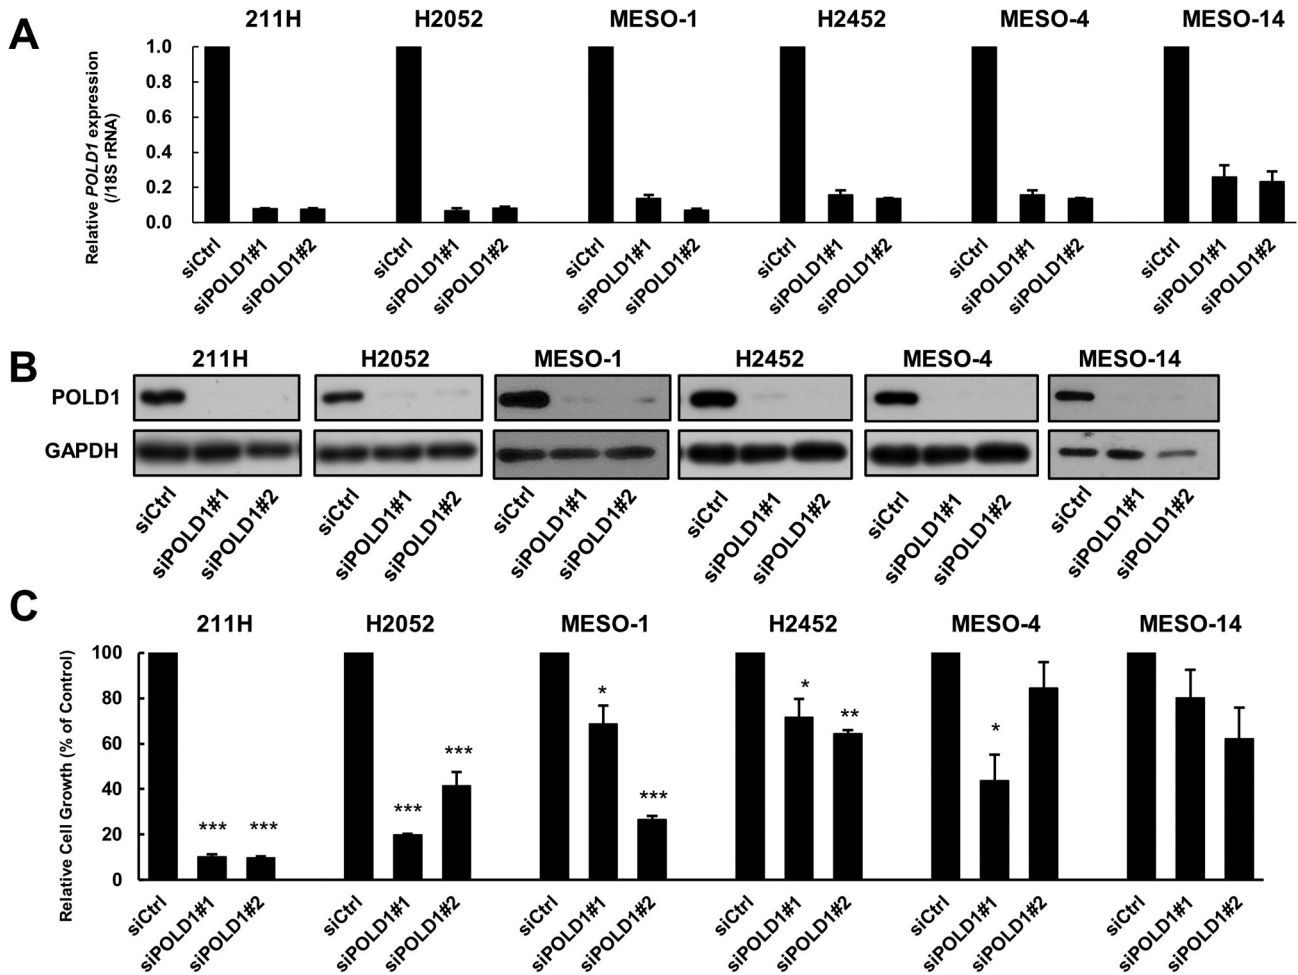 A
211H H2052 MESO-1 H2452 MESO-4 MESO-14
Relative POLD1 expression
(/18S rRNA)
1.0
0.8
0.6
0.4
0.2
0.0
siCtrl siPOLD1#1 siPOLD1#2 siCtrl siPOLD1#1 siPOLD1#2 siCtrl siPOLD1#1 siPOLD1#2 siCtrl siPOLD1#1 siPOLD1#2 siCtrl siPOLD1#1 siPOLD1#2 siCtrl siPOLD1#1 siPOLD1#2
B
211H H2052 MESO-1 H2452 MESO-4 MESO-14
POLD1
GAPDH
siCtrl siPOLD1#1 siPOLD1#2 siCtrl siPOLD1#1 siPOLD1#2 siCtrl siPOLD1#1 siPOLD1#2 siCtrl siPOLD1#1 siPOLD1#2 siCtrl siPOLD1#1 siPOLD1#2 siCtrl siPOLD1#1 siPOLD1#2
C
211H H2052 MESO-1 H2452 MESO-4 MESO-14
Relative Cell Growth (% of Control)
100
80
60
40
20
0
*** *** *** *** * *** * ** *
siCtrl siPOLD1#1 siPOLD1#2 siCtrl siPOLD1#1 siPOLD1#2 siCtrl siPOLD1#1 siPOLD1#2 siCtrl siPOLD1#1 siPOLD1#2 siCtrl siPOLD1#1 siPOLD1#2 siCtrl siPOLD1#1 siPOLD1#2